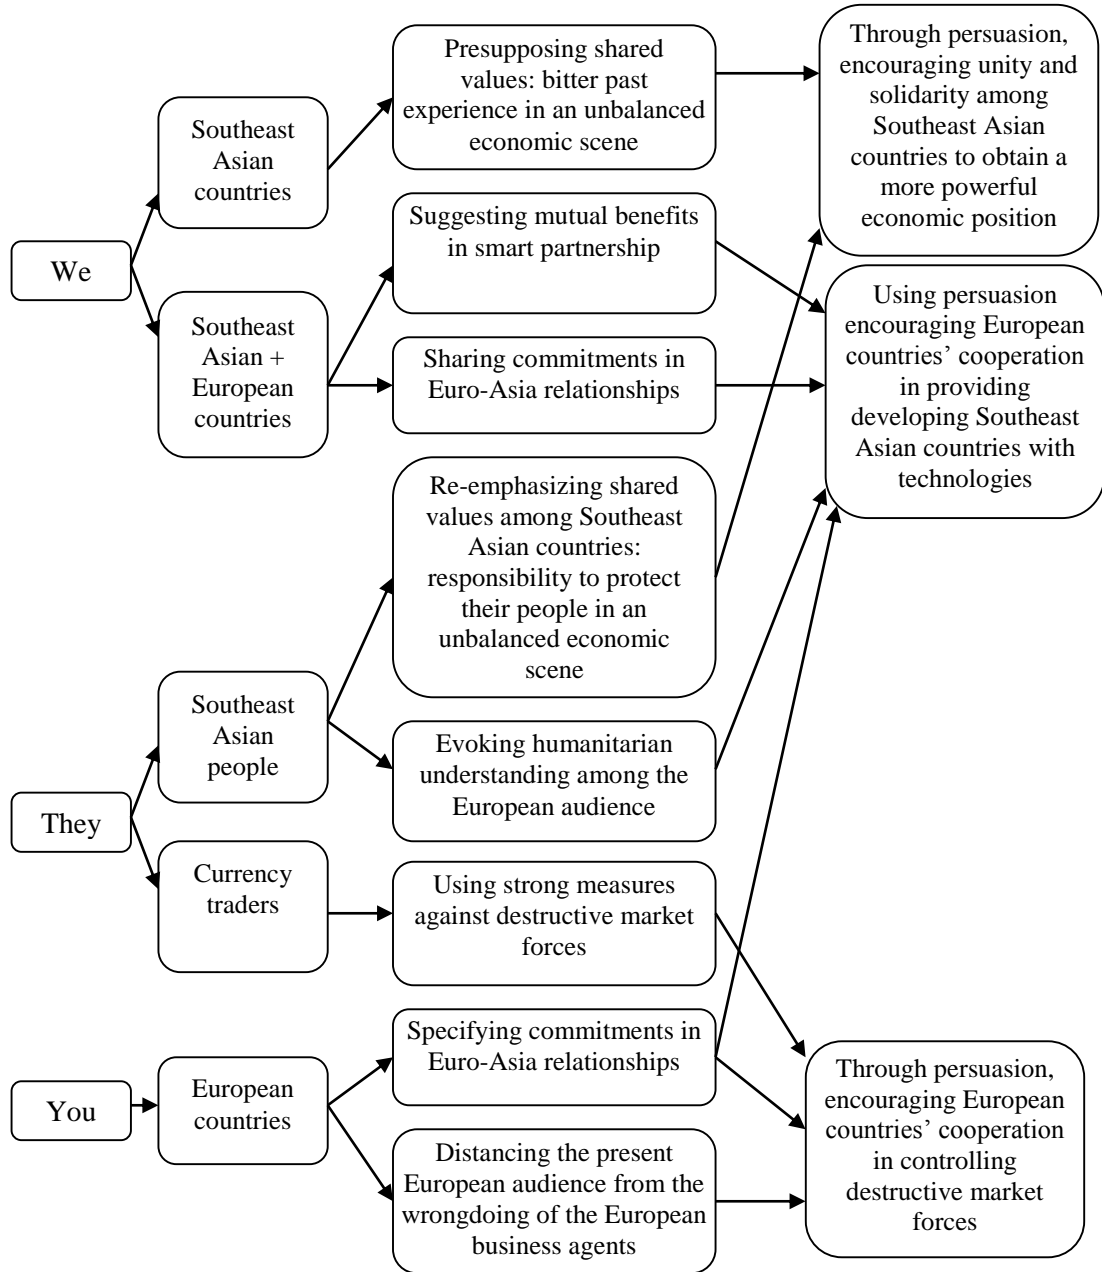 We
Southeast
Asian
countries
Southeast
Asian +
European
countries
Presupposing shared
values: bitter past
experience in an unbalanced
economic scene
Suggesting mutual benefits
in smart partnership
Sharing commitments in
Euro-Asia relationships
Through persuasion,
encouraging unity and
solidarity among
Southeast Asian
countries to obtain a
more powerful
economic position
Using persuasion
encouraging European
countries’ cooperation
in providing
developing Southeast
Asian countries with
technologies
They
Southeast
Asian
people
Currency
traders
Re-emphasizing shared
values among Southeast
Asian countries:
responsibility to protect
their people in an
unbalanced economic
scene
Evoking humanitarian
understanding among the
European audience
Using strong measures
against destructive market
forces
You
European
countries
Specifying commitments in
Euro-Asia relationships
Distancing the present
European audience from the
wrongdoing of the European
business agents
Through persuasion,
encouraging European
countries’ cooperation
in controlling
destructive market
forces